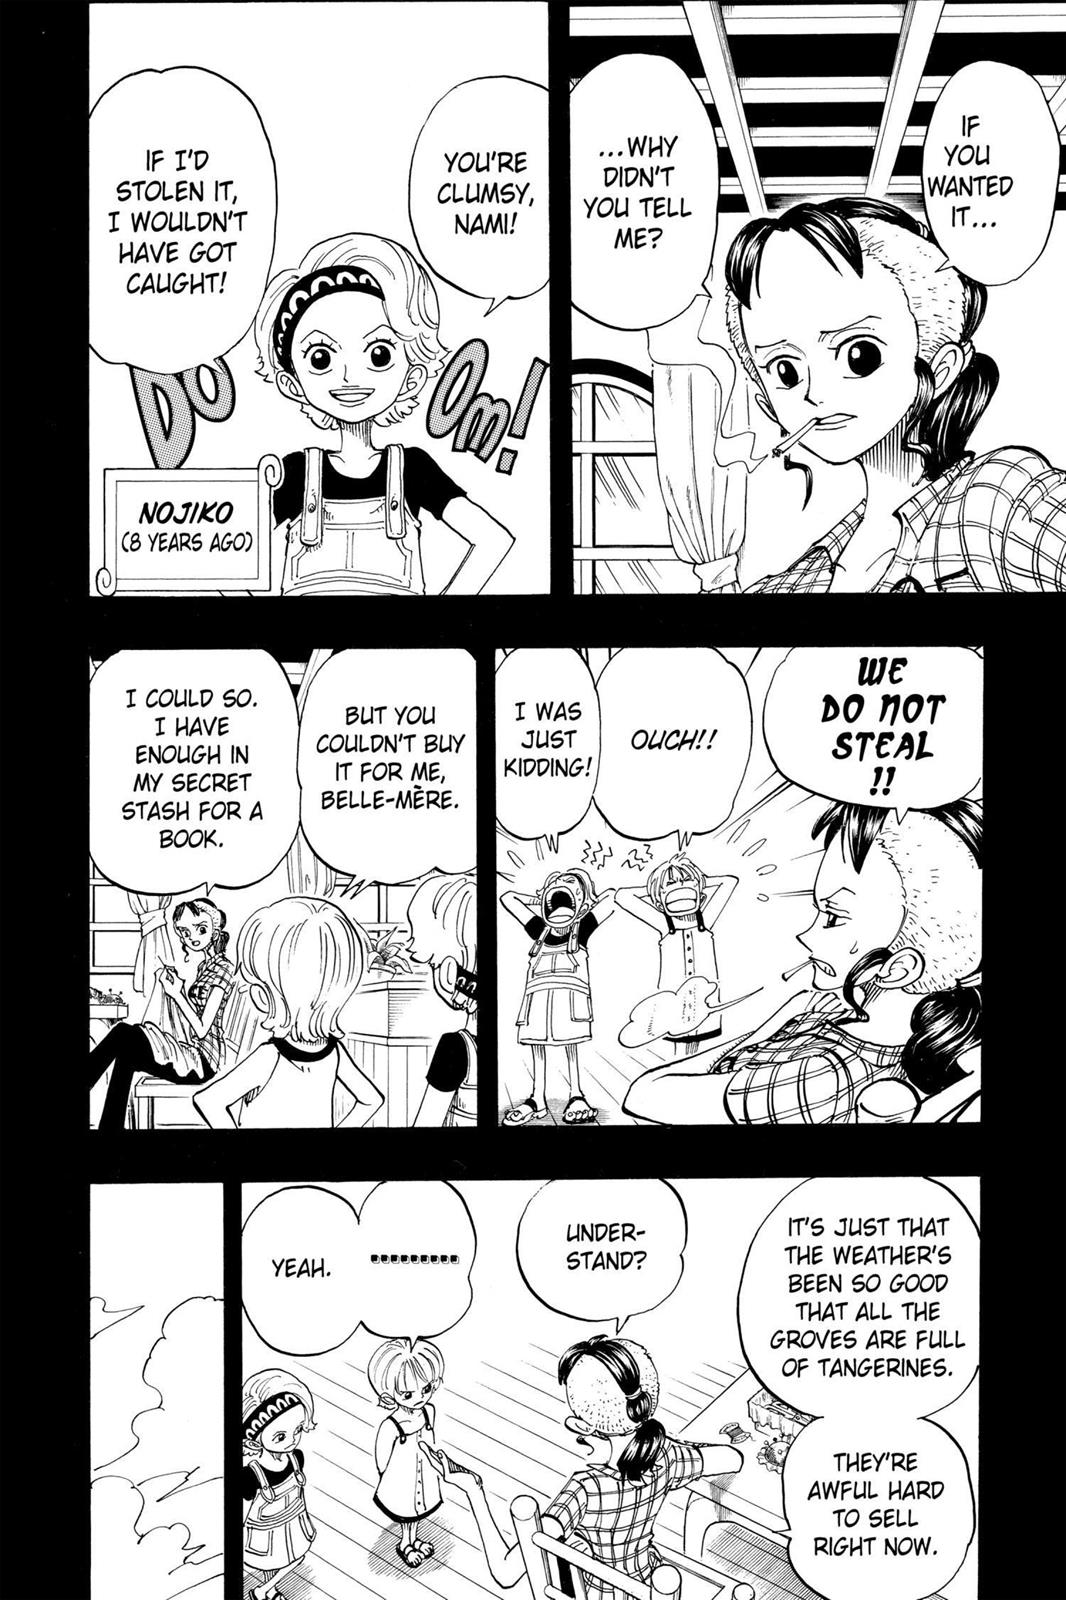 IF
YOU
WANTED
IT...
...WHY
DIDN'T
YOU TELL
ME?
YOU'RE
CLUMSY,
NAMI!
IF I'D
STOLEN IT,
I WOULDN'T
HAVE GOT
CAUGHT!
DOOM!
NOJIKO
(8 YEARS AGO)
WE
DO NOT
STEAL
!!
OUCH!!
I WAS
JUST
KIDDING!
BUT YOU
COULDN'T BUY
IT FOR ME,
BELLE-MÈRE.
I COULD SO.
I HAVE
ENOUGH IN
MY SECRET
STASH FOR A
BOOK.
IT'S JUST THAT
THE WEATHER'S
BEEN SO GOOD
THAT ALL THE
GROVES ARE FULL
OF TANGERINES.
THEY'RE
AWFUL HARD
TO SELL
RIGHT NOW.
UNDER-
STAND?
.........
YEAH.